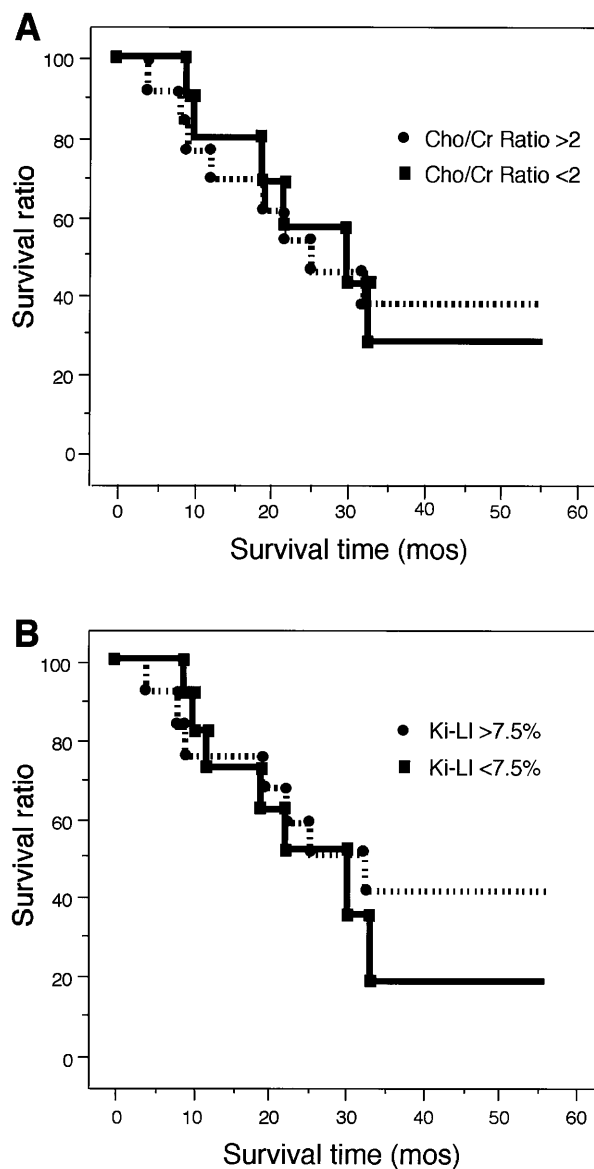 A
100
80
60
40
20
0
Survival ratio
Cho/Cr Ratio >2
Cho/Cr Ratio <2
0 10 20 30 40 50 60
Survival time (mos)
B
100
80
60
40
20
0
Survival ratio
Ki-LI >7.5%
Ki-LI <7.5%
0 10 20 30 40 50 60
Survival time (mos)